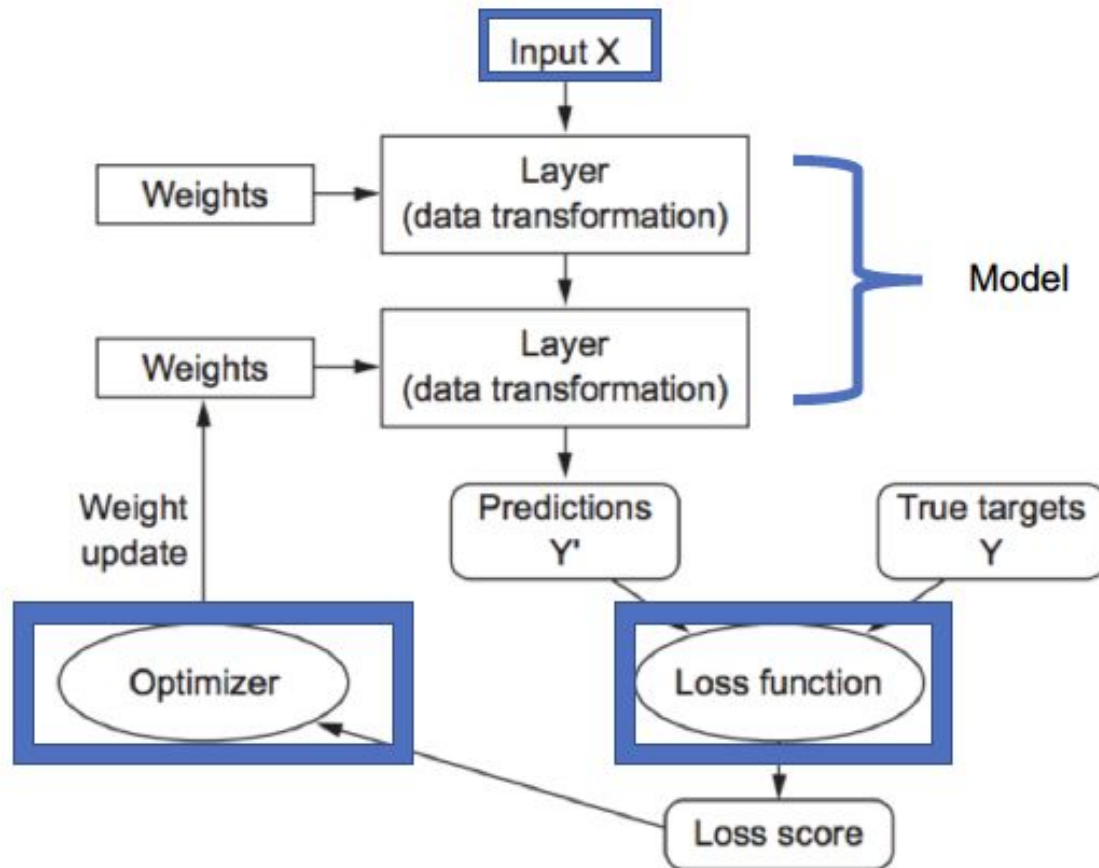 Input X
Layer
(data transformation)
Weights
Model
Layer
(data transformation)
Weights
Weight
update
Predictions
Y'
True targets
Y
Optimizer
Loss function
Loss score